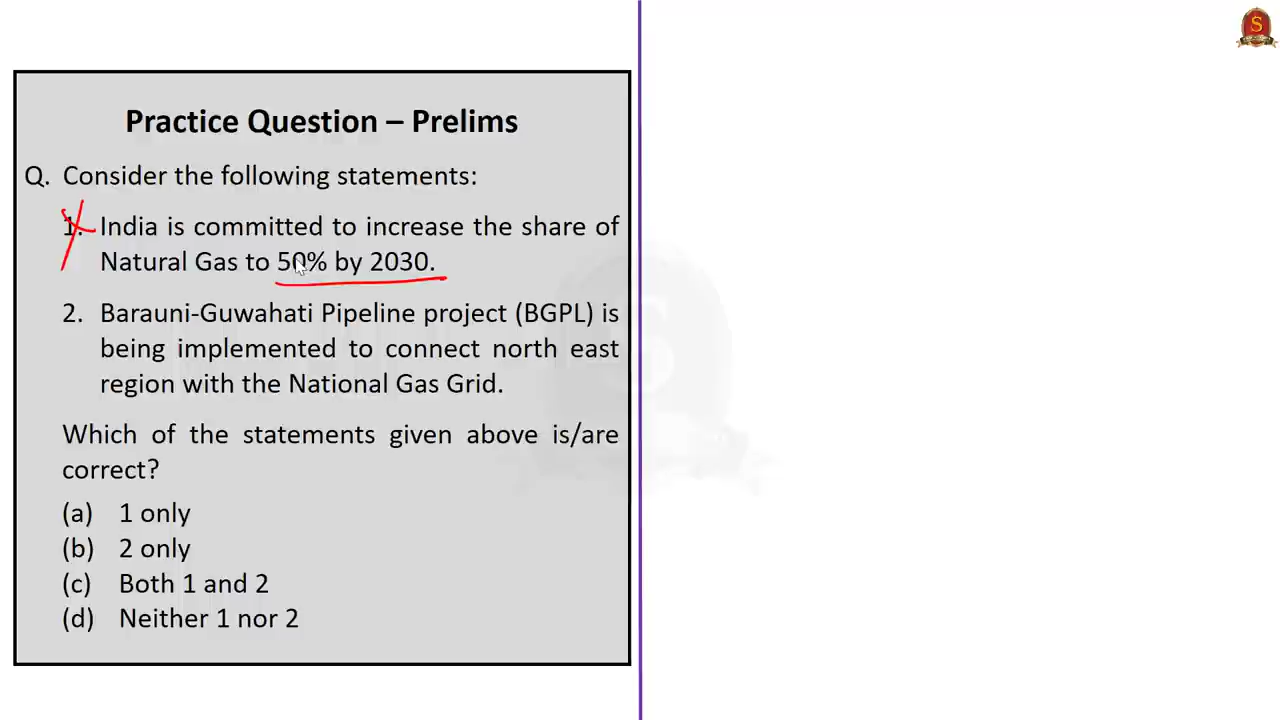 Practice Question – Prelims
Q. Consider the following statements:
1. India is committed to increase the share of
Natural Gas to 50% by 2030.
2. Barauni-Guwahati Pipeline project (BGPL) is
being implemented to connect north east
region with the National Gas Grid.
Which of the statements given above is/are
correct?
(a) 1 only
(b) 2 only
(c) Both 1 and 2
(d) Neither 1 nor 2
S